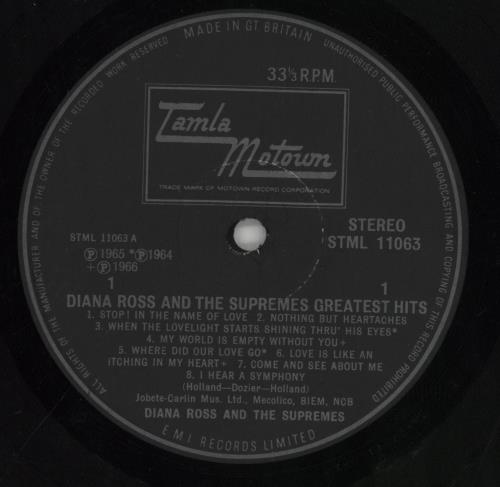 MADE IN GT BRITAIN
UNAUTHORISED PUBLIC PERFORMANCE BROADCASTING AND COPYING OF THIS RECORD PROHIBITED
ALL RIGHTS OF THE MANUFACTURER AND OF THE OWNER OF THE RECORDED WORK RESERVED
33⅓ R.P.M.
Tamla
Motown
TRADE MARK OF MOTOWN RECORD CORPORATION
STML 11063 A
STEREO
STML 11063
Ⓟ 1965 *Ⓟ 1964
+Ⓟ 1966
1
1
DIANA ROSS AND THE SUPREMES GREATEST HITS
1. STOP! IN THE NAME OF LOVE 2. NOTHING BUT HEARTACHES
3. WHEN THE LOVELIGHT STARTS SHINING THRU' HIS EYES*
4. MY WORLD IS EMPTY WITHOUT YOU+
5. WHERE DID OUR LOVE GO* 6. LOVE IS LIKE AN
ITCHING IN MY HEART+ 7. COME AND SEE ABOUT ME
8. I HEAR A SYMPHONY
(Holland—Dozier—Holland)
Jobete-Carlin Mus. Ltd., Mecolico, BIEM, NCB
DIANA ROSS AND THE SUPREMES
E M I RECORDS LIMITED